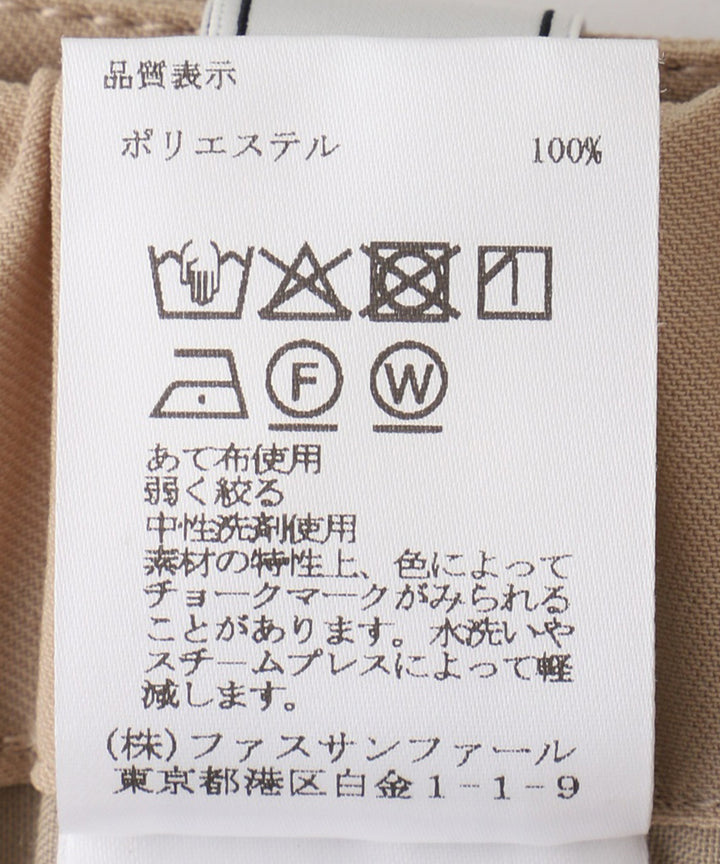 品質表示
ポリエステル 100%
F W
あて布使用
弱く絞る
中性洗剤使用
素材の特性上、色によって
チョークマークがみられる
ことがあります。水洗いや
スチームプレスによって軽
減します。
(株)ファスサンファール
東京都港区白金1-1-9